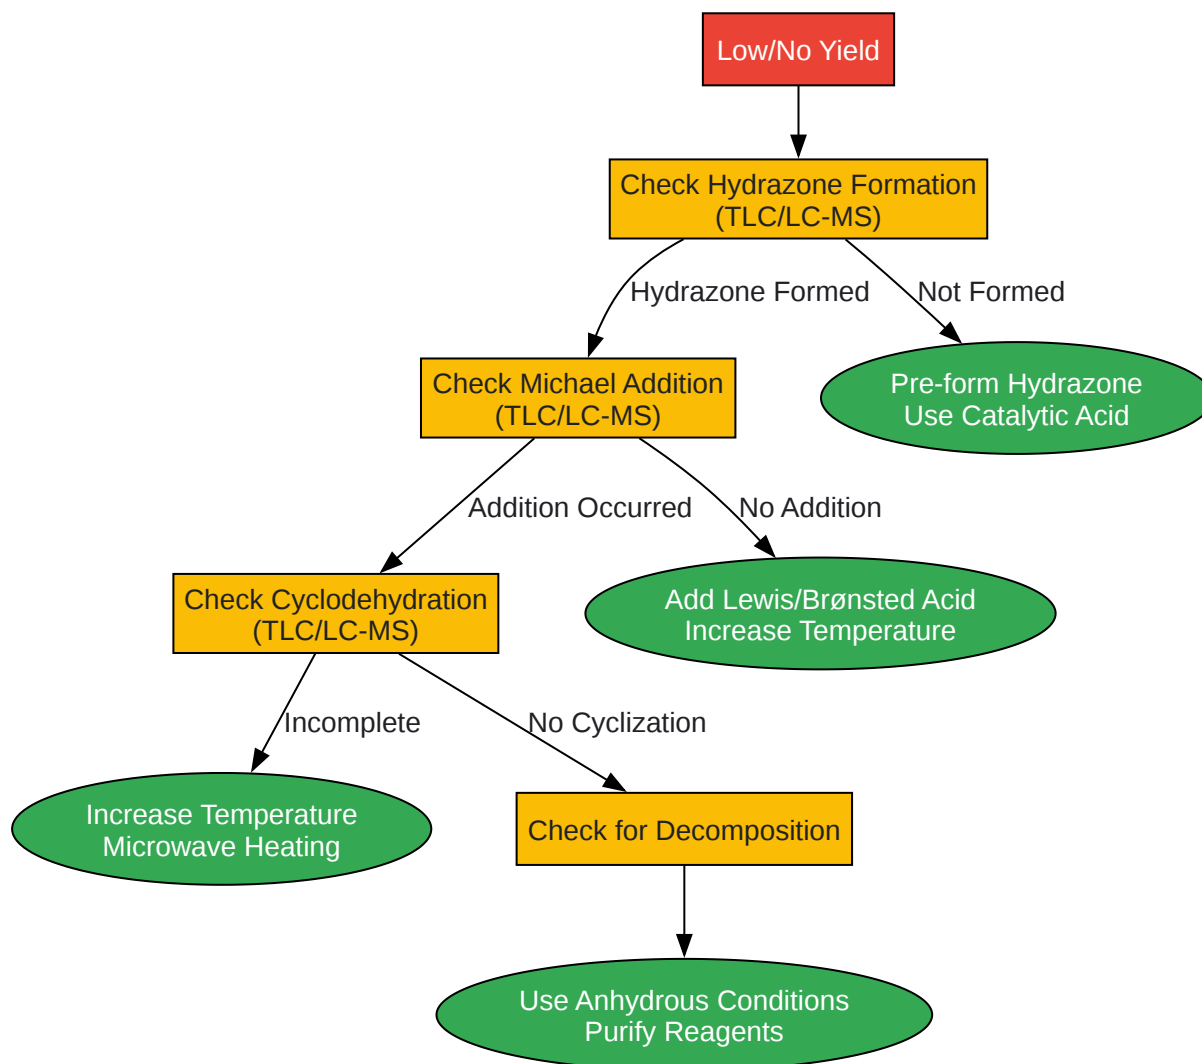 Low/No Yield
Check Hydrazone Formation
(TLC/LC-MS)
Hydrazone Formed
Not Formed
Check Michael Addition
(TLC/LC-MS)
Pre-form Hydrazone
Use Catalytic Acid
Addition Occurred
No Addition
Check Cyclodehydration
(TLC/LC-MS)
Add Lewis/Brønsted Acid
Increase Temperature
Incomplete
No Cyclization
Increase Temperature
Microwave Heating
Check for Decomposition
Use Anhydrous Conditions
Purify Reagents